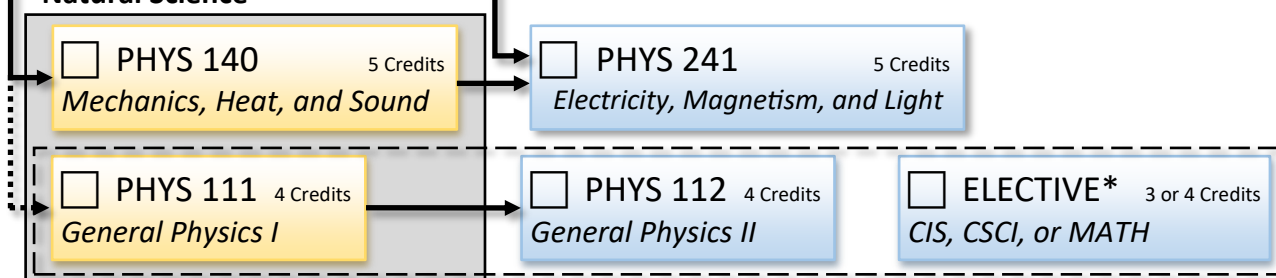 Natural Science
PHYS 140 5 Credits
Mechanics, Heat, and Sound
PHYS 241 5 Credits
Electricity, Magnetism, and Light
PHYS 111 4 Credits
General Physics I
PHYS 112 4 Credits
General Physics II
ELECTIVE* 3 or 4 Credits
CIS, CSCI, or MATH